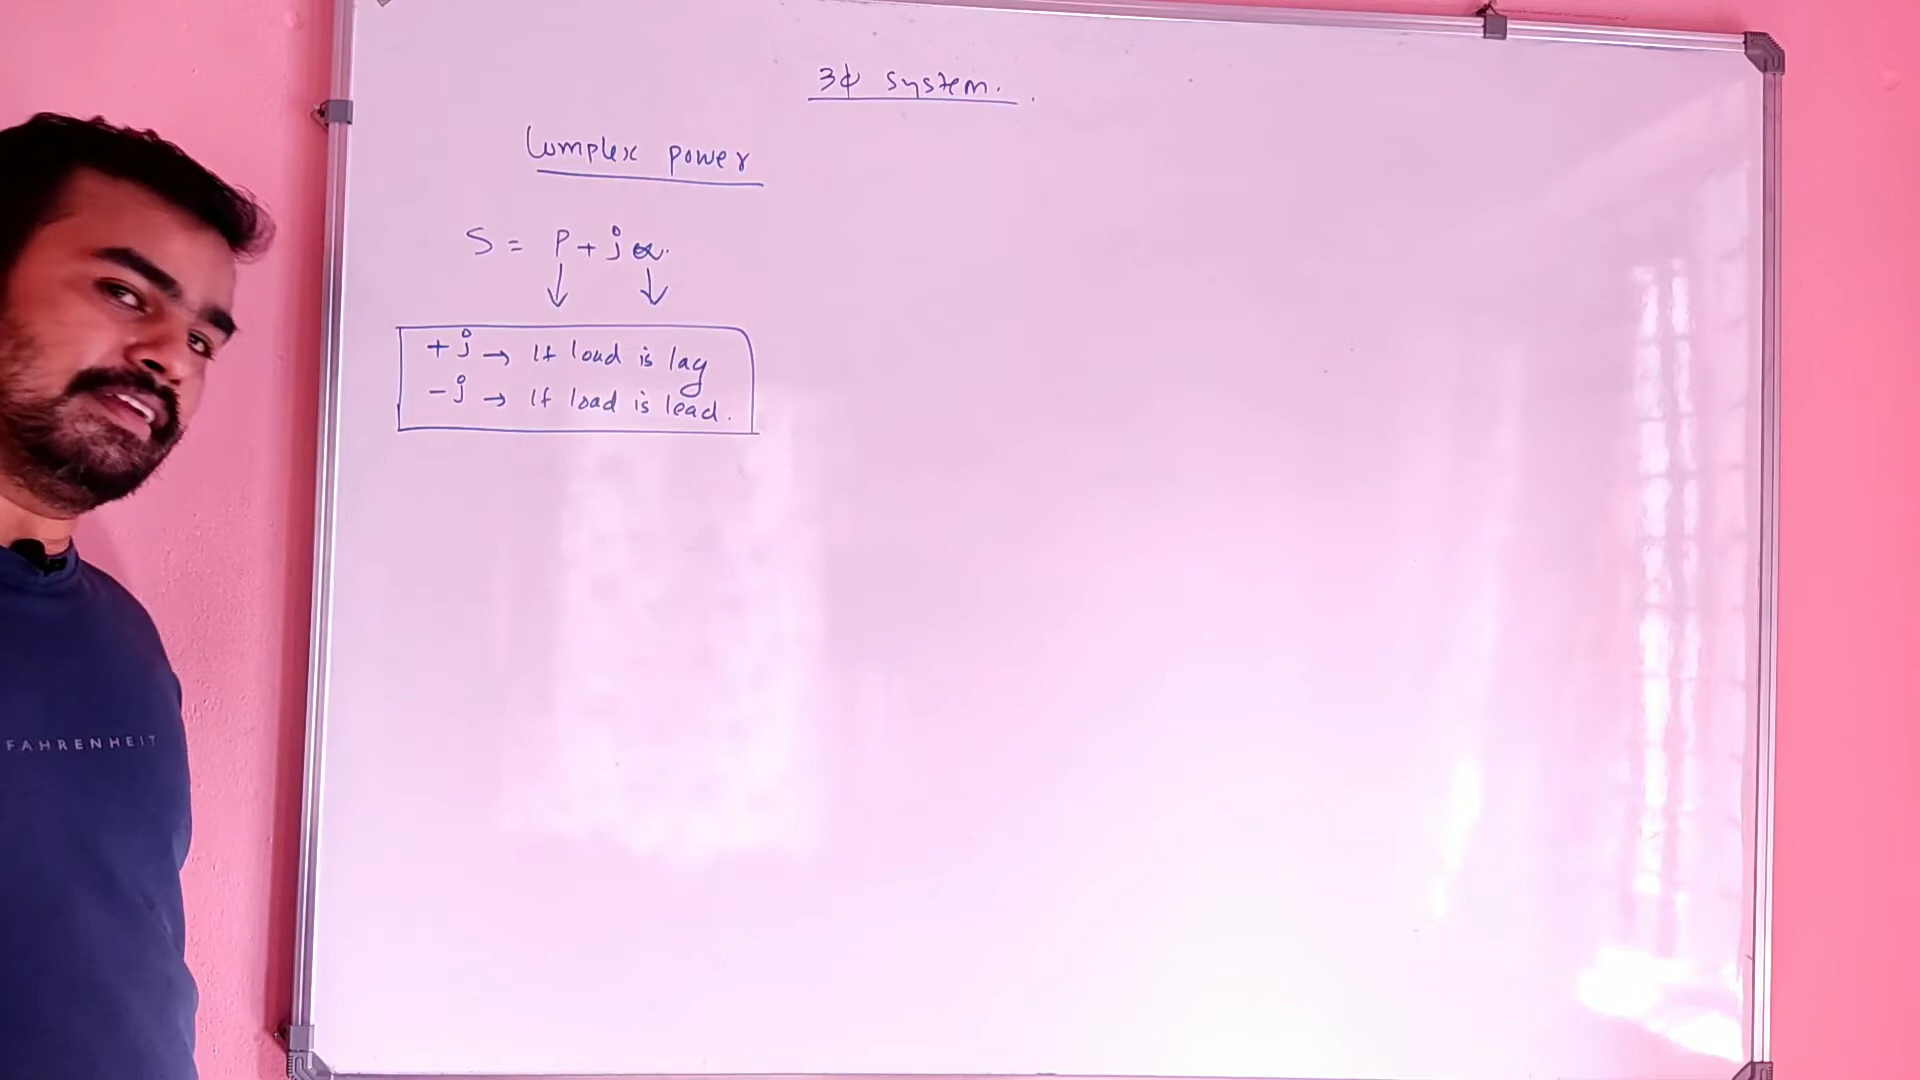 3ϕ system.
Complex power
S = P + jQ.
↓ ↓
+j → If load is lag
-j → If load is lead.
FAHRENHEIT